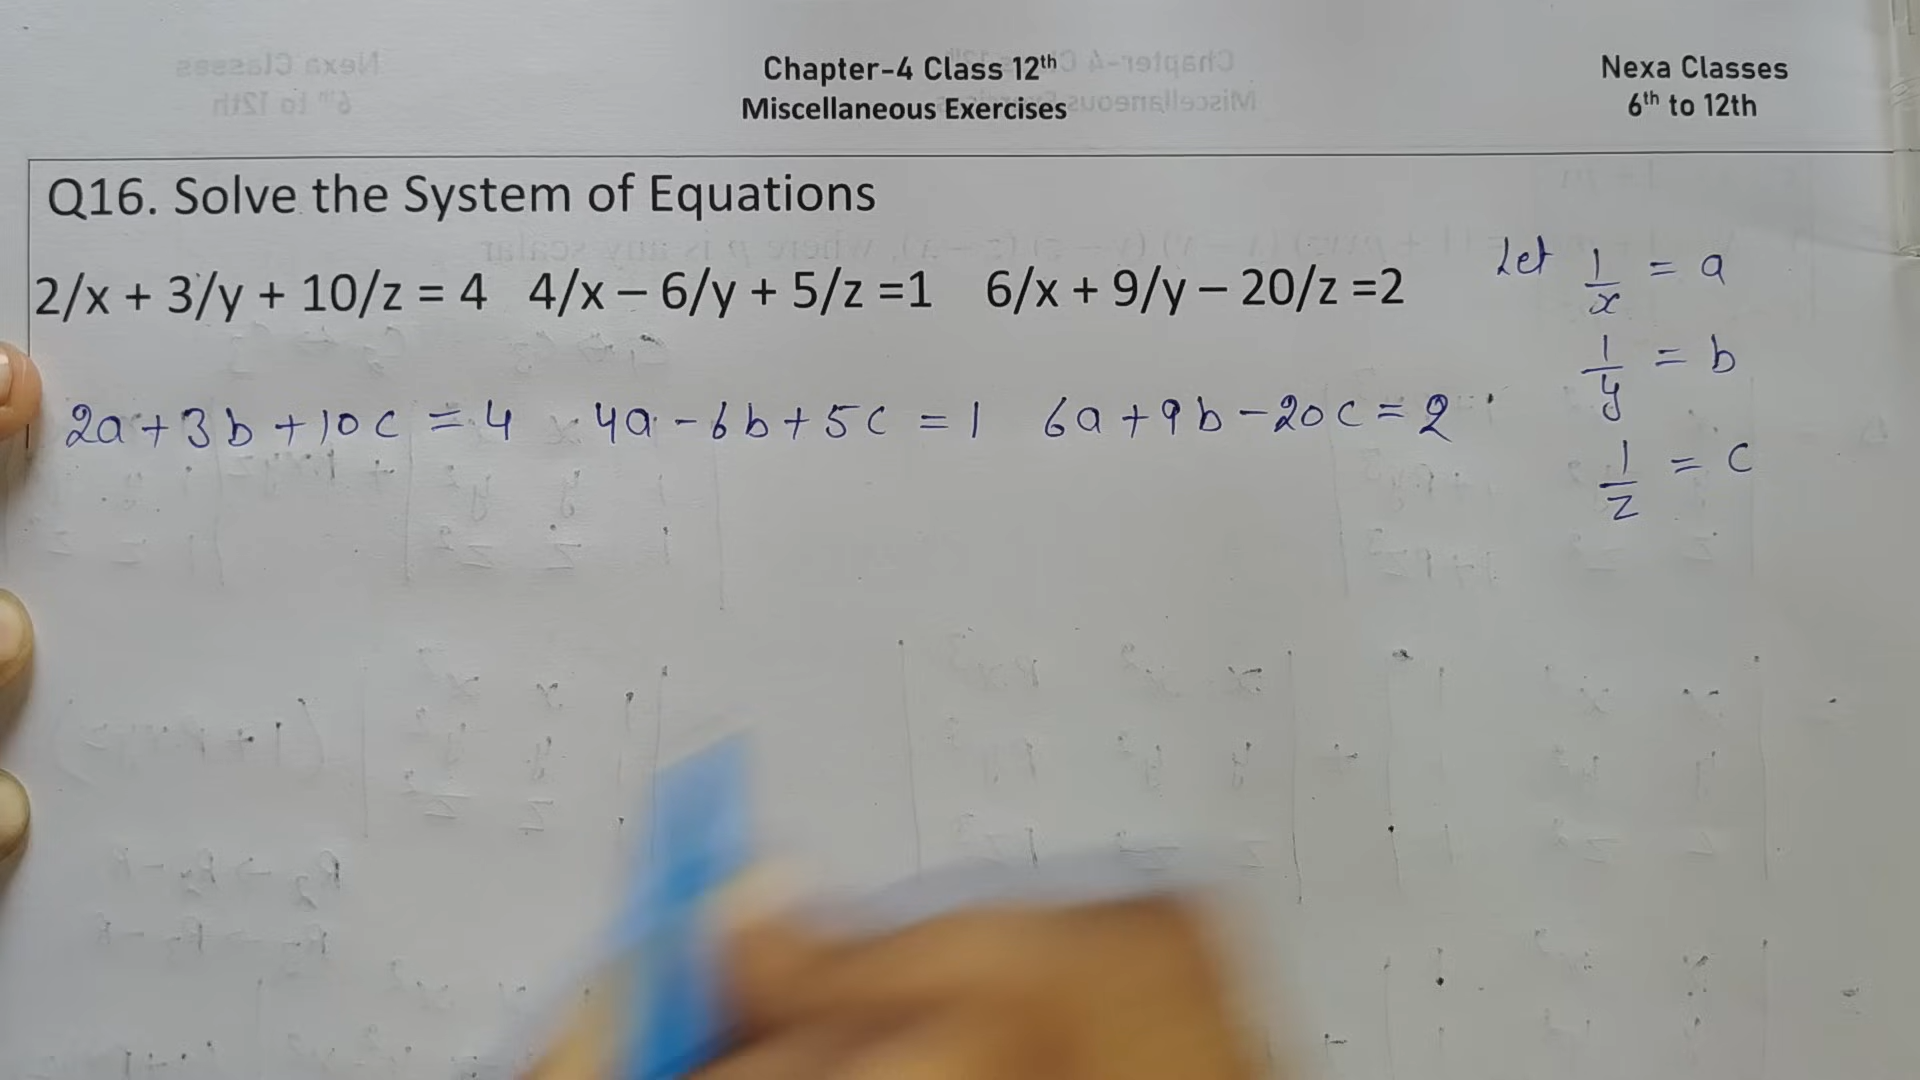 Chapter-4 Class 12th
Miscellaneous Exercises
Nexa Classes
6th to 12th
Q16. Solve the System of Equations
2/x + 3/y + 10/z = 4 4/x – 6/y + 5/z =1 6/x + 9/y – 20/z =2
Let 1/x = a
1/y = b
1/z = c
2a + 3b + 10c = 4 4a - 6b + 5c = 1 6a + 9b - 20c = 2